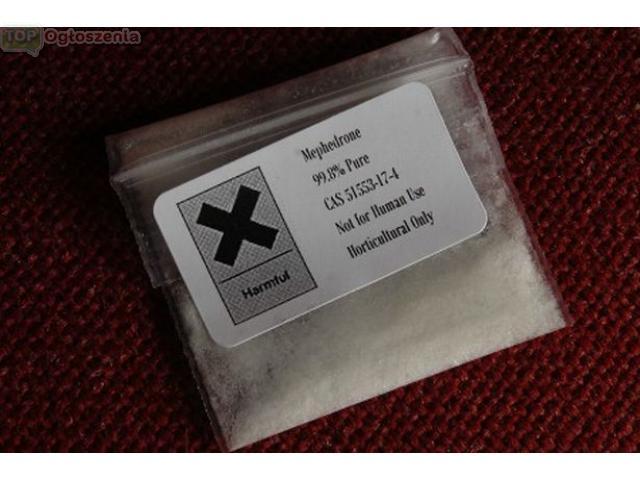 TOP Ogłoszenia
Mephedrone
99.8% Pure
CAS 51553-17-4
Not for Human Use
Horticultural Only
Harmful